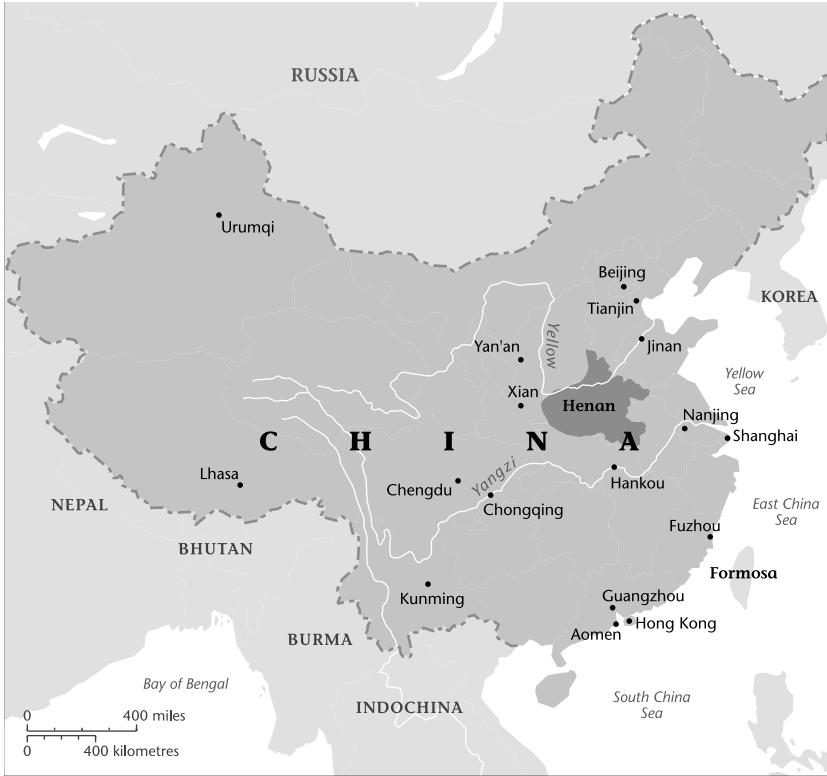 RUSSIA
Urumqi
Beijing
Tianjin
KOREA
Yellow
Yan'an
Jinan
Yellow
Sea
Xian
Henan
Nanjing
C H I N A
Shanghai
Lhasa
Yangzi
Chengdu
Hankou
NEPAL
Chongqing
East China
Sea
Fuzhou
BHUTAN
Formosa
Kunming
Guangzhou
Hong Kong
Aomen
BURMA
Bay of Bengal
INDOCHINA
South China
Sea
0 400 miles
0 400 kilometres